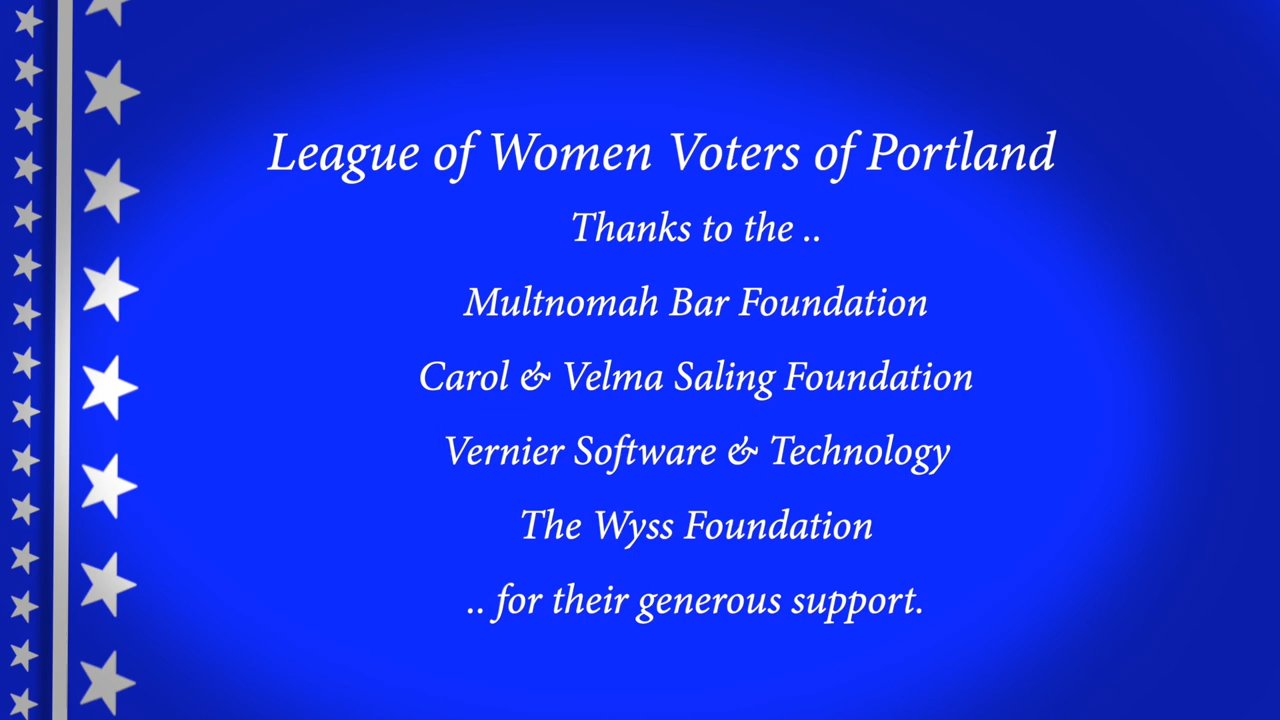 League of Women Voters of Portland
Thanks to the ..
Multnomah Bar Foundation
Carol & Velma Saling Foundation
Vernier Software & Technology
The Wyss Foundation
.. for their generous support.